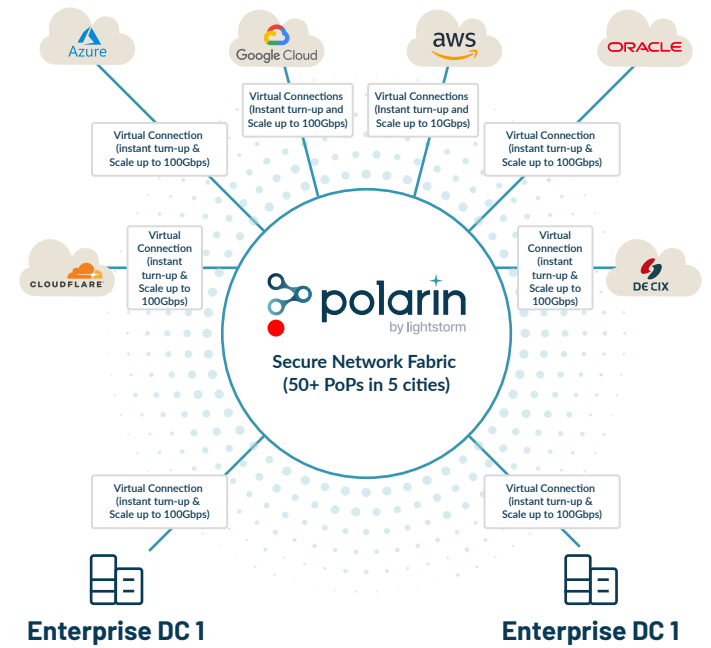 Azure
Google Cloud
aws
ORACLE
Virtual Connections
(Instant turn-up and
Scale up to 100Gbps)
Virtual Connections
(Instant turn-up and
Scale up to 10Gbps)
Virtual Connection
(instant turn-up &
Scale up to 100Gbps)
Virtual Connection
(instant turn-up &
Scale up to 100Gbps)
CLOUDFLARE
Virtual
Connection
(instant
turn-up &
Scale up to
100Gbps)
Virtual
Connection
(instant
turn-up &
Scale up to
100Gbps)
DE CIX
polarin
by lightstorm
Secure Network Fabric
(50+ PoPs in 5 cities)
Virtual Connection
(instant turn-up &
Scale up to 100Gbps)
Virtual Connection
(instant turn-up &
Scale up to 100Gbps)
Enterprise DC 1
Enterprise DC 1